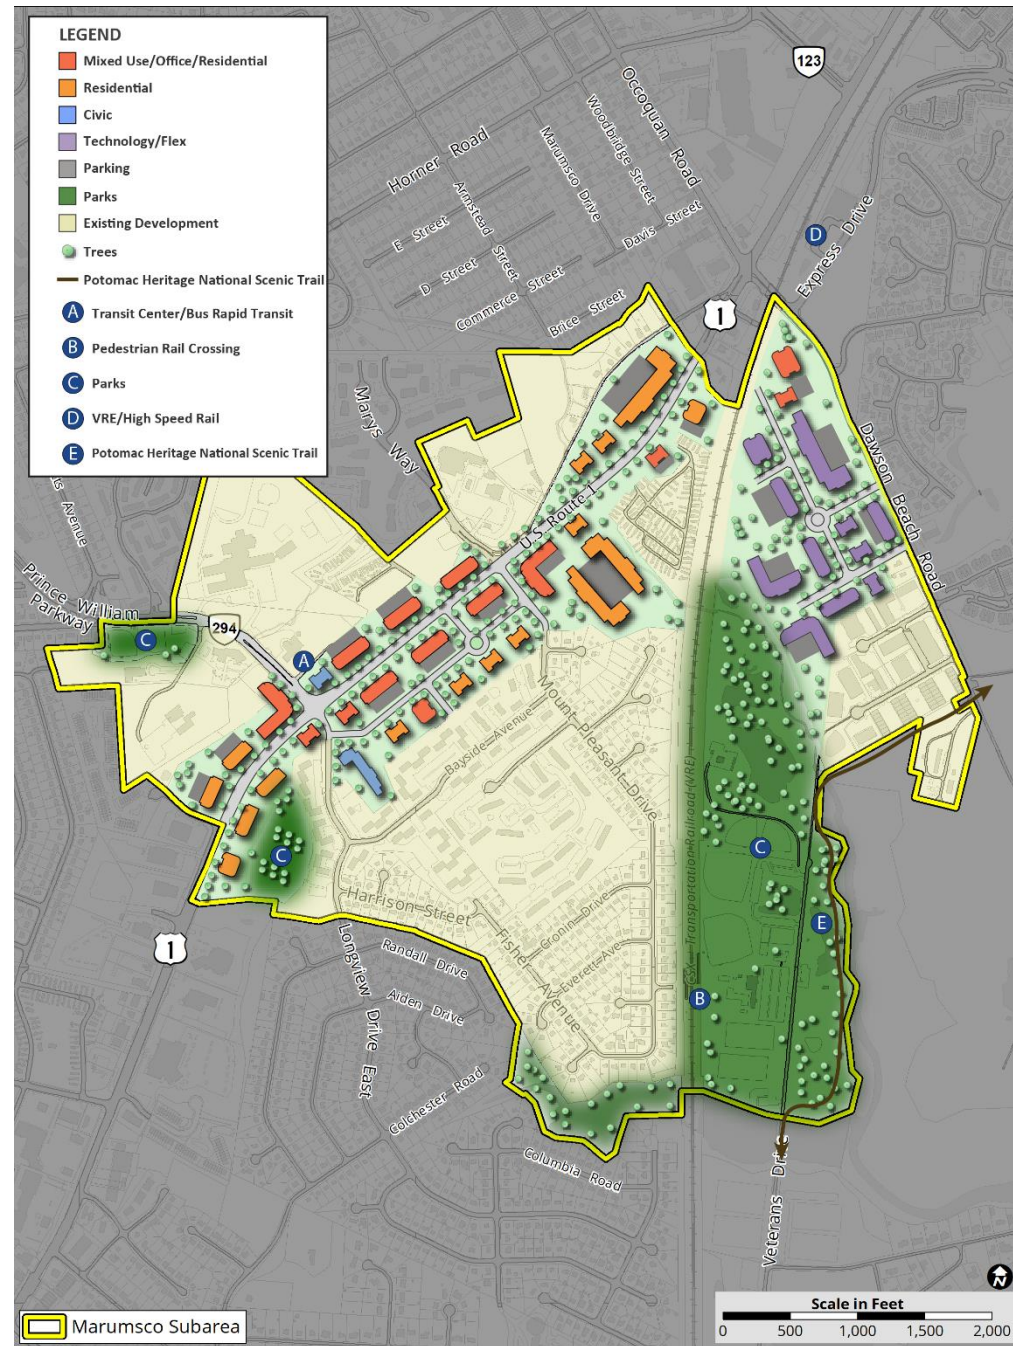 LEGEND
Mixed Use/Office/Residential
Residential
Civic
Technology/Flex
Parking
Parks
Existing Development
Trees
Potomac Heritage National Scenic Trail
A Transit Center/Bus Rapid Transit
B Pedestrian Rail Crossing
C Parks
D VRE/High Speed Rail
E Potomac Heritage National Scenic Trail
123
Occoquan Road
Woodbridge Street
Marumsco Drive
Horner Road
Armstead Street
E Street
D Street
Davis Street
Commerce Street
Brice Street
D
Express Drive
1
Marys Way
Dawson Beach Road
U.S. Route 1
Avenue
Prince William
Parkway
C
294
A
Mount Pleasant Drive
Bayside Avenue
CSX Transportation Railroad (VRE)
C
C
E
Harrison Street
Fisher Avenue
Cronin Drive
Everett Ave
1
Longview Drive East
Randall Drive
Aiden Drive
B
Colchester Road
Columbia Road
Veterans Drive
N
Marumsco Subarea
Scale in Feet
0 500 1,000 1,500 2,000